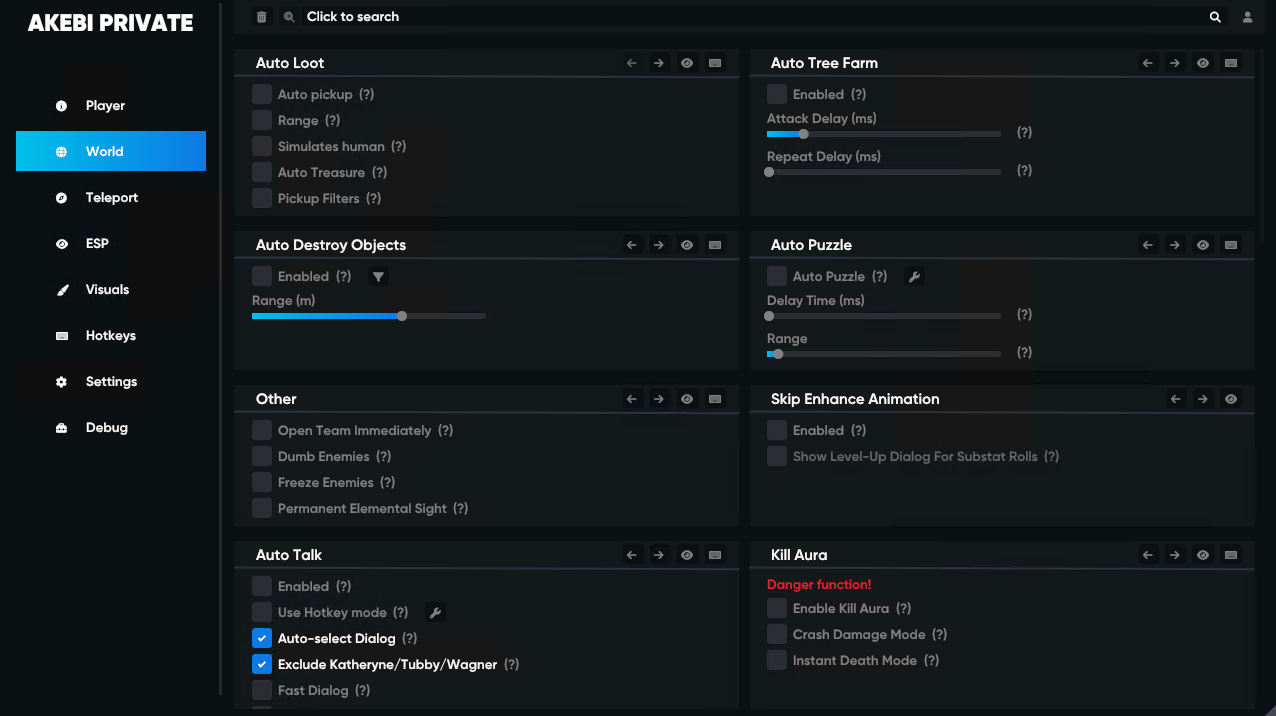 AKEBI PRIVATE
Click to search
Player
World
Teleport
ESP
Visuals
Hotkeys
Settings
Debug
Auto Loot
Auto pickup (?)
Range (?)
Simulates human (?)
Auto Treasure (?)
Pickup Filters (?)
Auto Tree Farm
Enabled (?)
Attack Delay (ms)
(?)
Repeat Delay (ms)
(?)
Auto Destroy Objects
Enabled (?)
Range (m)
Auto Puzzle
Auto Puzzle (?)
Delay Time (ms)
(?)
Range
(?)
Other
Open Team Immediately (?)
Dumb Enemies (?)
Freeze Enemies (?)
Permanent Elemental Sight (?)
Skip Enhance Animation
Enabled (?)
Show Level-Up Dialog For Substat Rolls (?)
Auto Talk
Enabled (?)
Use Hotkey mode (?)
Auto-select Dialog (?)
Exclude Katheryne/Tubby/Wagner (?)
Fast Dialog (?)
Kill Aura
Danger function!
Enable Kill Aura (?)
Crash Damage Mode (?)
Instant Death Mode (?)